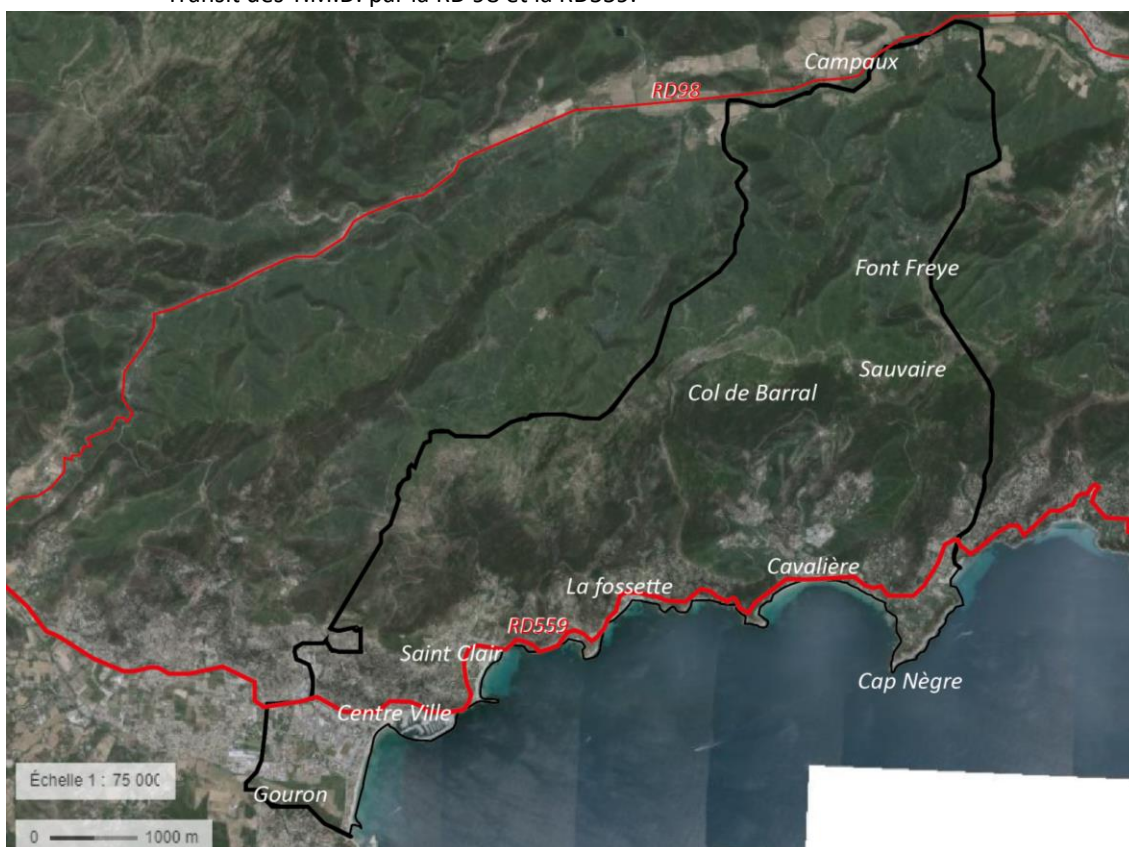 Transit des T.M.D. par la RD 98 et la RD559.
Campaux
RD98
Font Freye
Sauvaire
Col de Barral
Cavalière
La fossette
RD559
Saint Clair
Cap Nègre
Centre Ville
Échelle 1 : 75 000
Gouron
0 1000 m